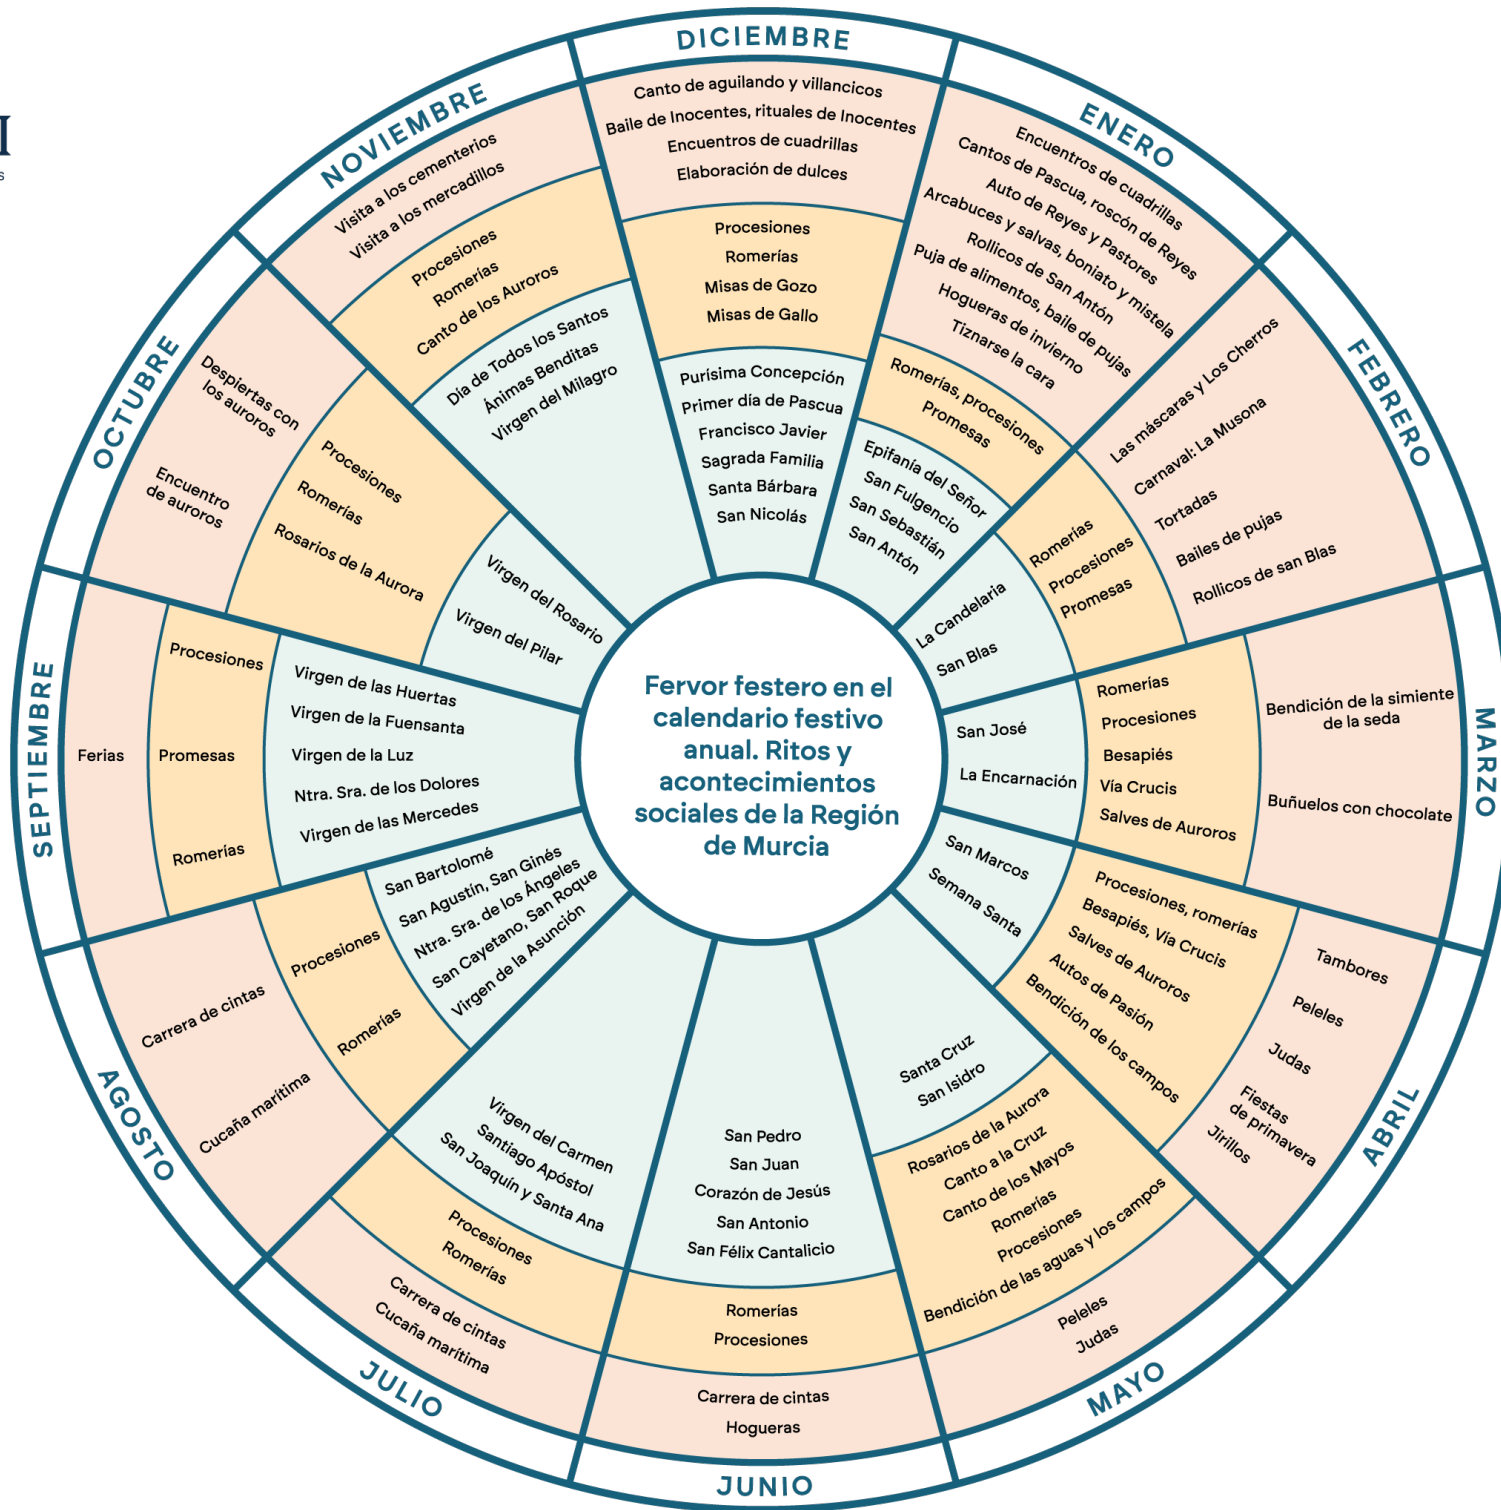 I
s
DICIEMBRE
Canto de aguilando y villancicos
Baile de Inocentes, rituales de Inocentes
Encuentros de cuadrillas
Elaboración de dulces
Procesiones
Romerías
Misas de Gozo
Misas de Gallo
Purísima Concepción
Primer día de Pascua
Francisco Javier
Sagrada Familia
Santa Bárbara
San Nicolás
ENERO
Encuentros de cuadrillas
Cantos de Pascua, roscón de Reyes
Auto de Reyes y Pastores
Arcabuces y salvas, boniato y mistela
Rollicos de San Antón
Puja de alimentos, baile de pujas
Hogueras de invierno
Tiznarse la cara
Romerías, procesiones
Promesas
Epifanía del Señor
San Fulgencio
San Sebastián
San Antón
FEBRERO
Las máscaras y Los Cherros
Carnaval: La Musona
Tortadas
Bailes de pujas
Rollicos de san Blas
Romerías
Procesiones
Promesas
La Candelaria
San Blas
MARZO
Bendición de la simiente
de la seda
Buñuelos con chocolate
Romerías
Procesiones
Besapiés
Vía Crucis
Salves de Auroros
San José
La Encarnación
ABRIL
Tambores
Peleles
Judas
Fiestas
de primavera
Jirillos
Procesiones, romerías
Besapiés, Vía Crucis
Salves de Auroros
Autos de Pasión
Bendición de los campos
San Marcos
Semana Santa
MAYO
Santa Cruz
San Isidro
Rosarios de la Aurora
Canto a la Cruz
Canto de los Mayos
Romerías
Procesiones
Bendición de las aguas y los campos
Peleles
Judas
JUNIO
San Pedro
San Juan
Corazón de Jesús
San Antonio
San Félix Cantalicio
Romerías
Procesiones
Carrera de cintas
Hogueras
JULIO
Virgen del Carmen
Santiago Apóstol
San Joaquín y Santa Ana
Procesiones
Romerías
Carrera de cintas
Cucaña marítima
AGOSTO
San Bartolomé
San Agustín, San Ginés
Ntra. Sra. de los Ángeles
San Cayetano, San Roque
Virgen de la Asunción
Procesiones
Romerías
Carrera de cintas
Cucaña marítima
SEPTIEMBRE
Ferias
Procesiones
Promesas
Romerías
Virgen de las Huertas
Virgen de la Fuensanta
Virgen de la Luz
Ntra. Sra. de los Dolores
Virgen de las Mercedes
OCTUBRE
Despiertas con
los auroros
Encuentro
de auroros
Procesiones
Romerías
Rosarios de la Aurora
Virgen del Rosario
Virgen del Pilar
NOVIEMBRE
Visita a los cementerios
Visita a los mercadillos
Procesiones
Romerías
Canto de los Auroros
Día de Todos los Santos
Ánimas Benditas
Virgen del Milagro
Fervor festero en el
calendario festivo
anual. Ritos y
acontecimientos
sociales de la Región
de Murcia